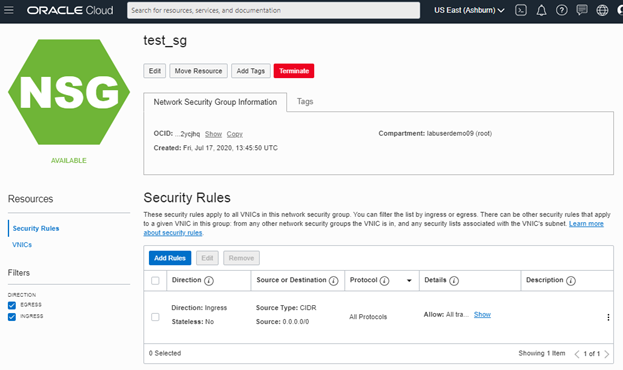 ORACLE Cloud
Search for resources, services, and documentation
US East (Ashburn)
test_sg
Edit
Move Resource
Add Tags
Terminate
NSG
AVAILABLE
Network Security Group Information
Tags
OCID: ...2ycjhq Show Copy
Compartment: labuserdemo09 (root)
Created: Fri, Jul 17, 2020, 13:45:50 UTC
Resources
Security Rules
VNICs
Filters
DIRECTION
EGRESS
INGRESS
Security Rules
These security rules apply to all VNICs in this network security group. You can filter the list by ingress or egress. There can be other security rules that apply
to a given VNIC in this group: from any other network security groups the VNIC is in, and any security lists associated with the VNIC's subnet. Learn more
about security rules.
Add Rules
Edit
Remove
Direction
Source or Destination
Protocol
Details
Description
Direction: Ingress
Stateless: No
Source Type: CIDR
Source: 0.0.0.0/0
All Protocols
Allow: All tra... Show
0 Selected
Showing 1 Item
1 of 1